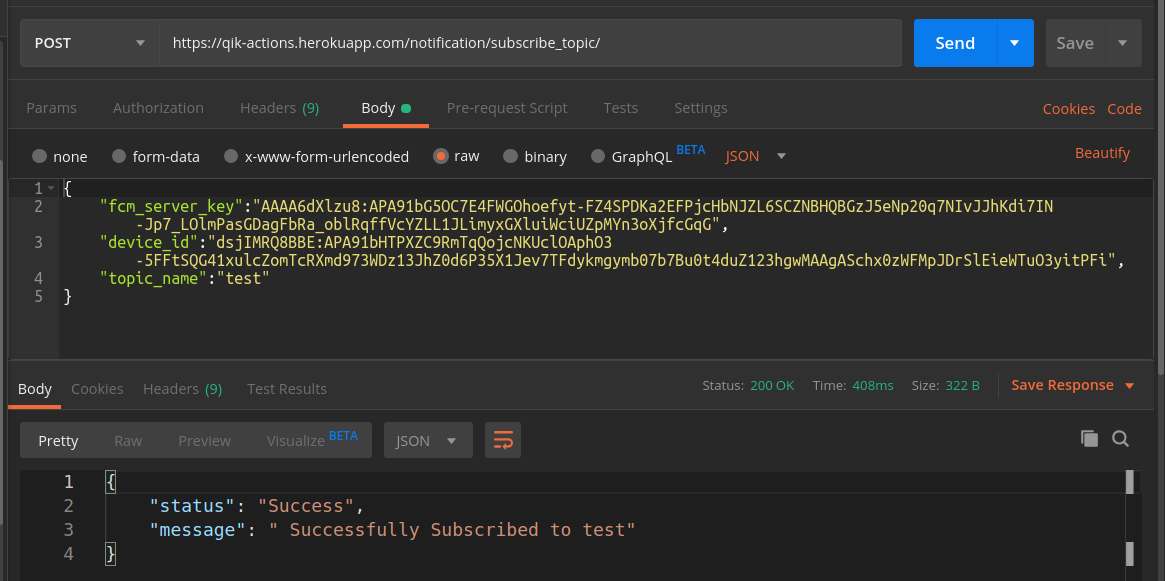 POST https://qik-actions.herokuapp.com/notification/subscribe_topic/ Send Save
Params Authorization Headers (9) Body Pre-request Script Tests Settings Cookies Code
none form-data x-www-form-urlencoded raw binary GraphQL BETA JSON Beautify
1 {
2 "fcm_server_key":"AAAA6dXlzu8:APA91bG5OC7E4FWGOhoefyt-FZ4SPDKa2EFPjcHbNJZL6SCZNBHQBGzJ5eNp20q7NIvJJhKdi7IN
-Jp7_LOlmPasGDagFbRa_oblRqffVcYZLL1JLimyxGXluiWciUZpMYn3oXjfcGqG",
3 "device_id":"dsjIMRQ8BBE:APA91bHTPXZC9RmTqQojcNKUclOAphO3
-5FFtSQG41xulcZomTcRXmd973WDz13JhZ0d6P35X1Jev7TFdykmgymb07b7Bu0t4duZ123hgwMAAgASchx0zWFMpJDrSlEieWTuO3yitPFi",
4 "topic_name":"test"
5 }
Body Cookies Headers (9) Test Results Status: 200 OK Time: 408ms Size: 322 B Save Response
Pretty Raw Preview Visualize BETA JSON
1 {
2 "status": "Success",
3 "message": " Successfully Subscribed to test"
4 }